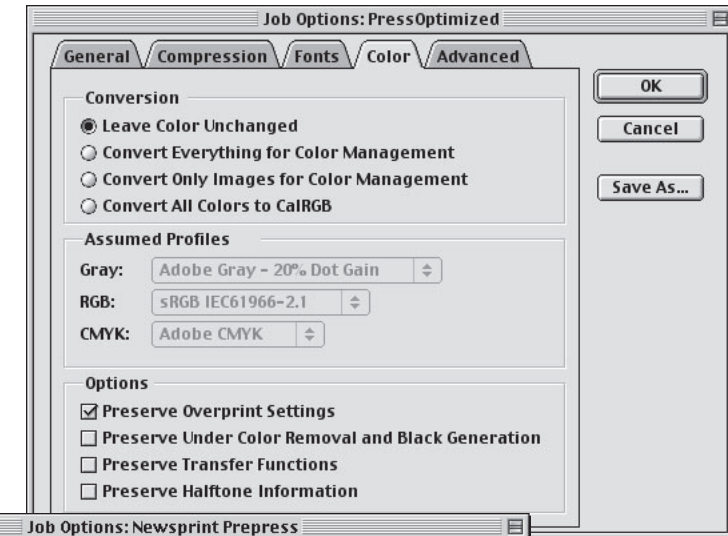 Job Options: PressOptimized
General Compression Fonts Color Advanced
OK
Cancel
Save As...
Conversion
Leave Color Unchanged
Convert Everything for Color Management
Convert Only Images for Color Management
Convert All Colors to CalRGB
Assumed Profiles
Gray: Adobe Gray - 20% Dot Gain
RGB: sRGB IEC61966-2.1
CMYK: Adobe CMYK
Options
Preserve Overprint Settings
Preserve Under Color Removal and Black Generation
Preserve Transfer Functions
Preserve Halftone Information
Job Options: Newsprint Prepress